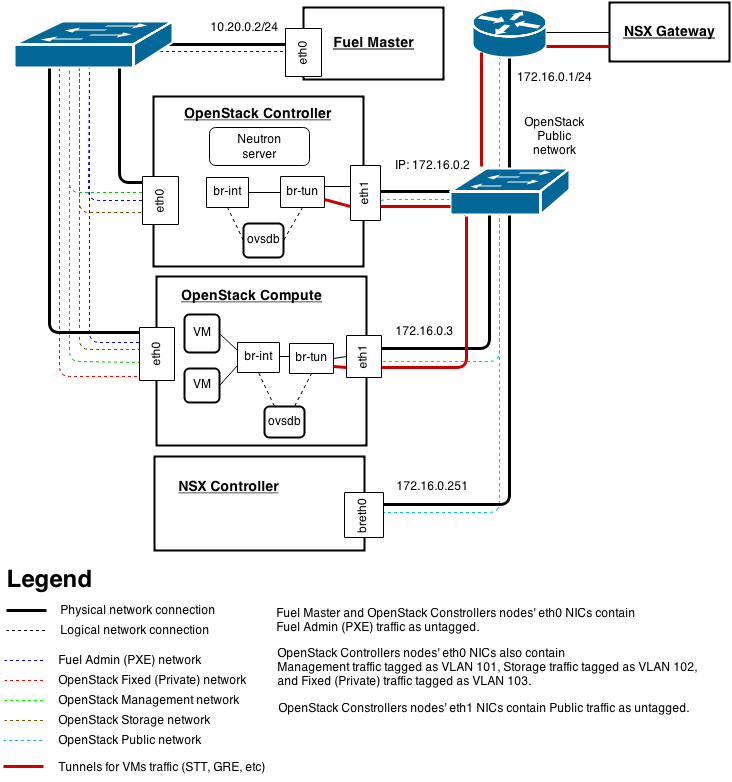 10.20.0.2/24
eth0
Fuel Master
NSX Gateway
172.16.0.1/24
OpenStack
Public
network
OpenStack Controller
Neutron
server
IP: 172.16.0.2
eth0
br-int
br-tun
eth1
ovsdb
OpenStack Compute
VM
172.16.0.3
eth0
br-int
br-tun
eth1
VM
ovsdb
NSX Controller
172.16.0.251
breth0
Legend
Physical network connection
Logical network connection
Fuel Admin (PXE) network
OpenStack Fixed (Private) network
OpenStack Management network
OpenStack Storage network
OpenStack Public network
Tunnels for VMs traffic (STT, GRE, etc)
Fuel Master and OpenStack Constrollers nodes' eth0 NICs contain
Fuel Admin (PXE) traffic as untagged.
OpenStack Controllers nodes' eth0 NICs also contain
Management traffic tagged as VLAN 101, Storage traffic tagged as VLAN 102,
and Fixed (Private) traffic tagged as VLAN 103.
OpenStack Constrollers nodes' eth1 NICs contain Public traffic as untagged.